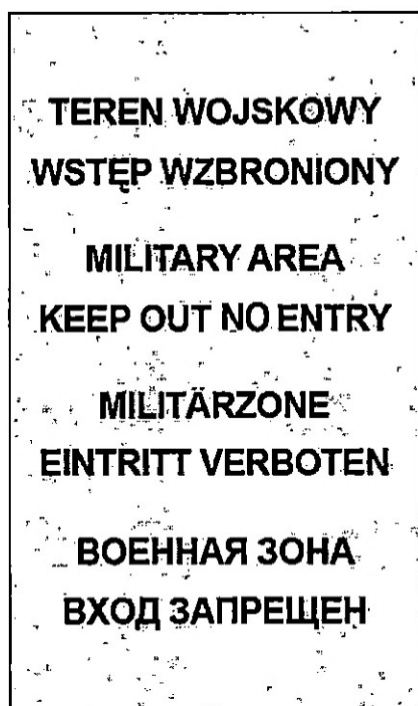 TEREN WOJSKOWY
WSTĘP WZBRONIONY
MILITARY AREA
KEEP OUT NO ENTRY
MILITÄRZONE
EINTRITT VERBOTEN
ВОЕННАЯ ЗОНА
ВХОД ЗАПРЕЩЕН